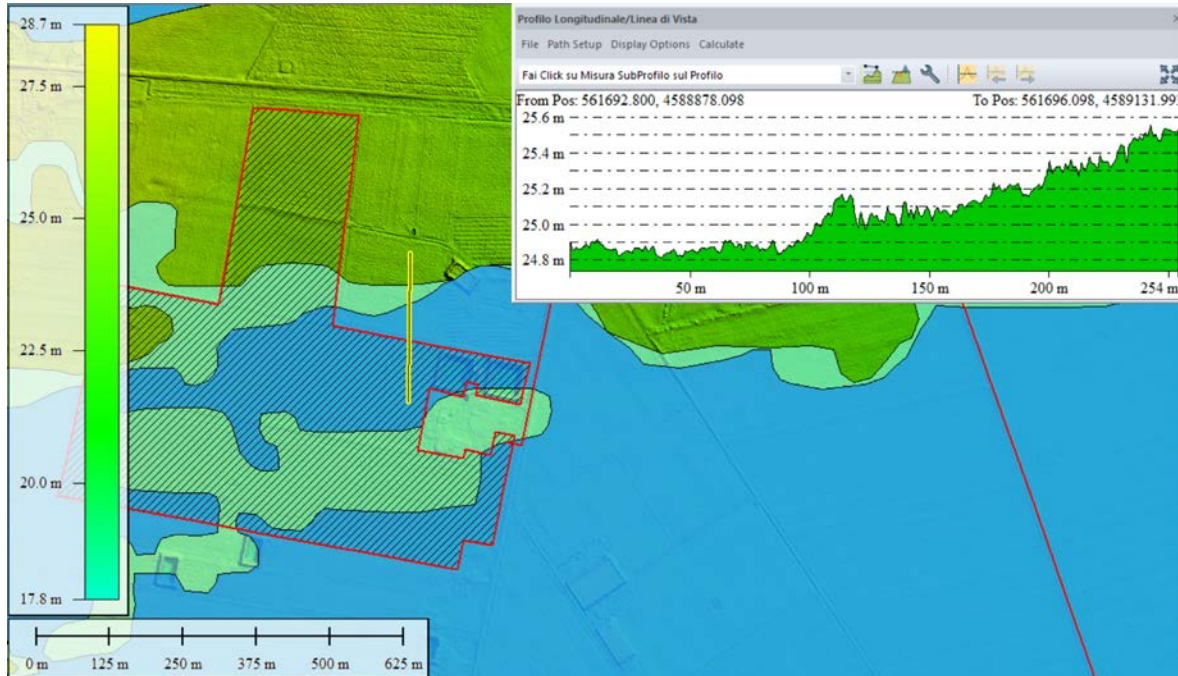 28.7 m
27.5 m
25.0 m
22.5 m
20.0 m
17.8 m
0 m 125 m 250 m 375 m 500 m 625 m
Profilo Longitudinale/Linea di Vista
File Path Setup Display Options Calculate
Fai Click su Misura SubProfilo sul Profilo
From Pos: 561692.800, 4588878.098 To Pos: 561696.098, 4589131.99
25.6 m
25.4 m
25.2 m
25.0 m
24.8 m
50 m 100 m 150 m 200 m 254 m